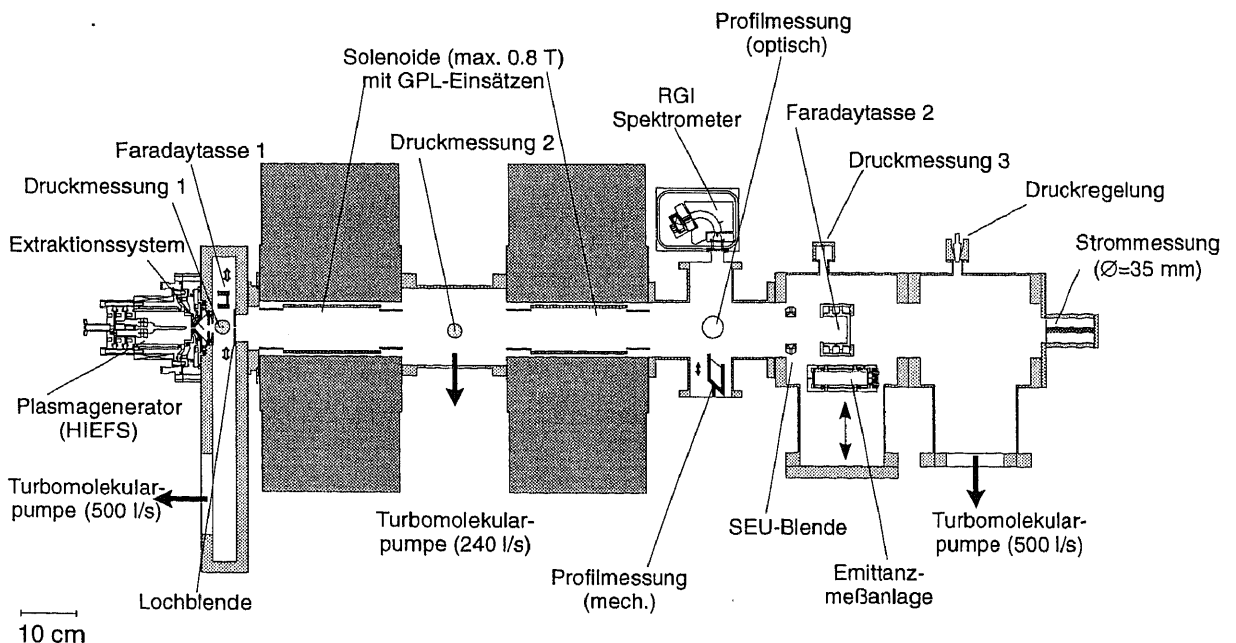 Profilmessung
(optisch)
Solenoide (max. 0.8 T)
mit GPL-Einsätzen
RGI
Spektrometer
Faradaytasse 2
Faradaytasse 1
Druckmessung 2
Druckmessung 3
Druckmessung 1
Druckregelung
Extraktionssystem
Strommessung
(Ø=35 mm)
Plasmagenerator
(HIEFS)
Turbomolekular-
pumpe (500 l/s)
Turbomolekular-
pumpe (240 l/s)
SEU-Blende
Turbomolekular-
pumpe (500 l/s)
Profilmessung
(mech.)
Emittanz-
meßanlage
Lochblende
10 cm